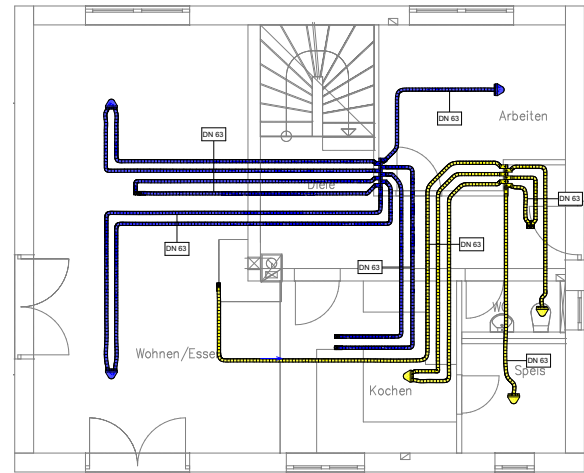 DN 63
DN 63
Arbeiten
Diele
DN 63
DN 63
DN 63
DN 63
WC
Wohnen/Essen
DN 63
Speis
Kochen